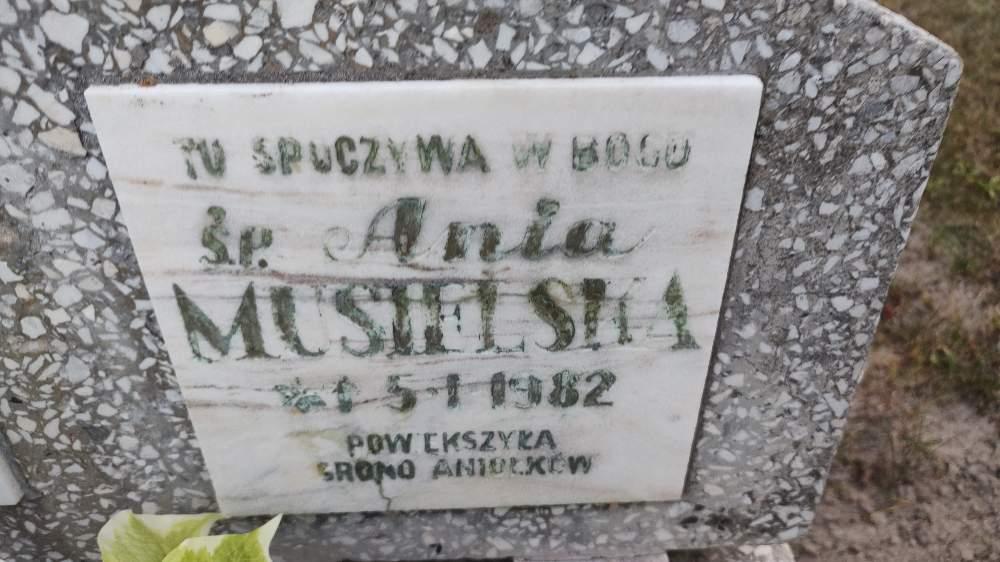 TU SPOCZYWA W BOGU
Śp. Ania
MUSIELSKA
* † 5-1 1982
POWIĘKSZYŁA
GRONO ANIOŁKÓW